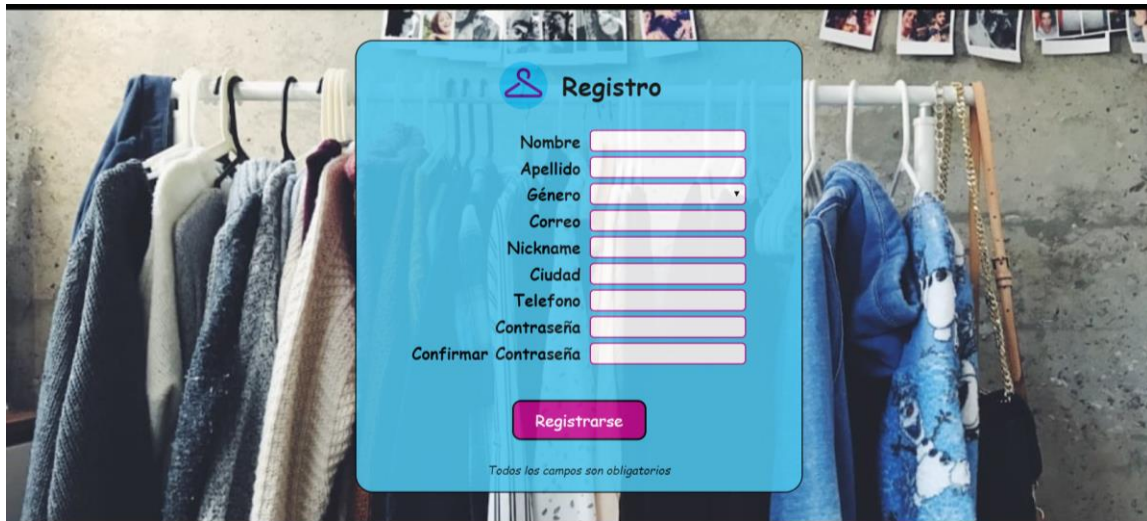 Registro
Nombre
Apellido
Género
Correo
Nickname
Ciudad
Telefono
Contraseña
Confirmar Contraseña
Registrarse
Todos los campos son obligatorios